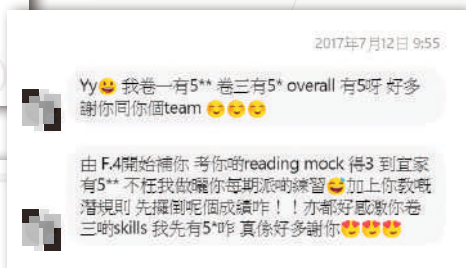 2017年7月12日 9:55
Yy😀 我卷一有5** 卷三有5* overall 有5呀 好多
謝你同你個team 😊😊😊
由 F.4開始補你 考你啲reading mock 得3 到宜家
有5** 不枉我做曬你每期派啲練習😅加上你教嘅
潛規則 先攞倒呢個成績咋！！亦都好感激你卷
三啲skills 我先有5*咋 真係好多謝你😍😍😍